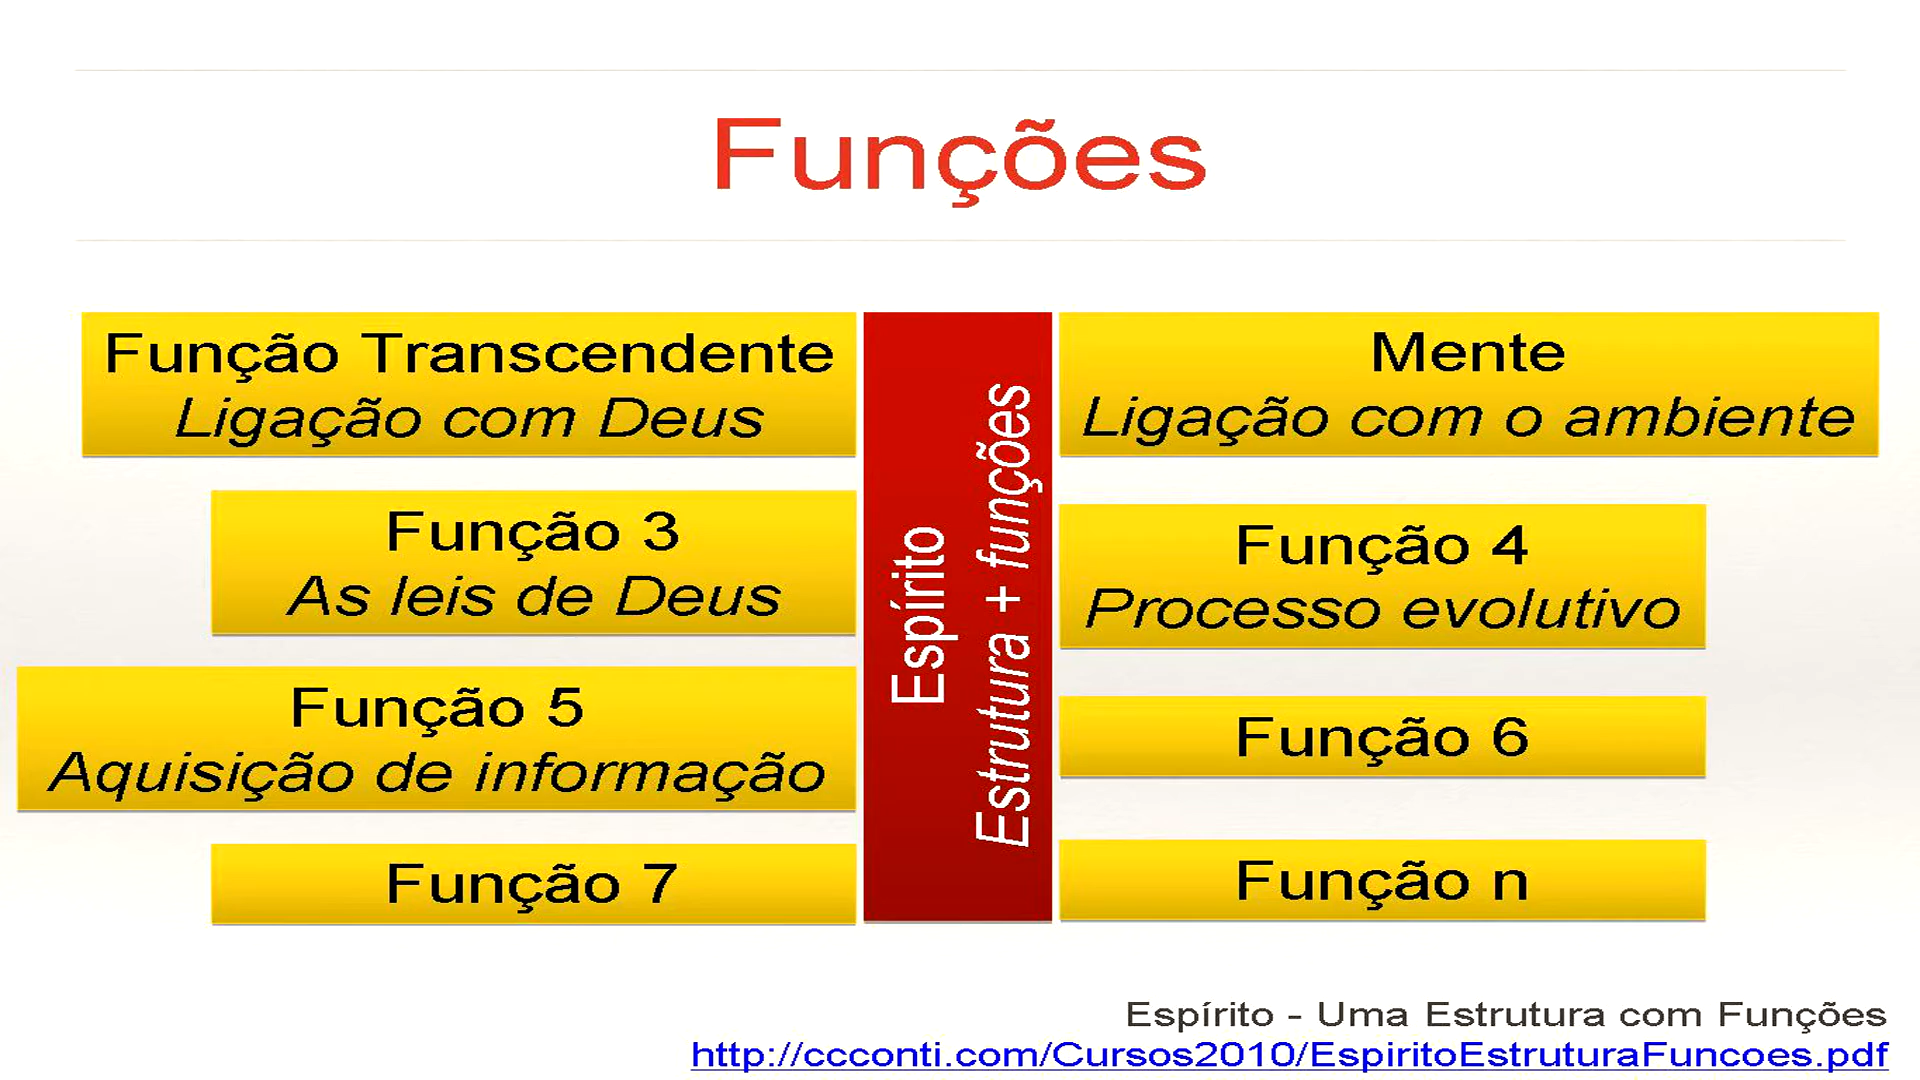 Funções
Função Transcendente
Ligação com Deus
Mente
Ligação com o ambiente
Função 3
As leis de Deus
Função 4
Processo evolutivo
Função 5
Aquisição de informação
Função 6
Função 7
Função n
Espírito
Estrutura + funções
Espírito - Uma Estrutura com Funções
http://ccconti.com/Cursos2010/EspiritoEstruturaFuncoes.pdf